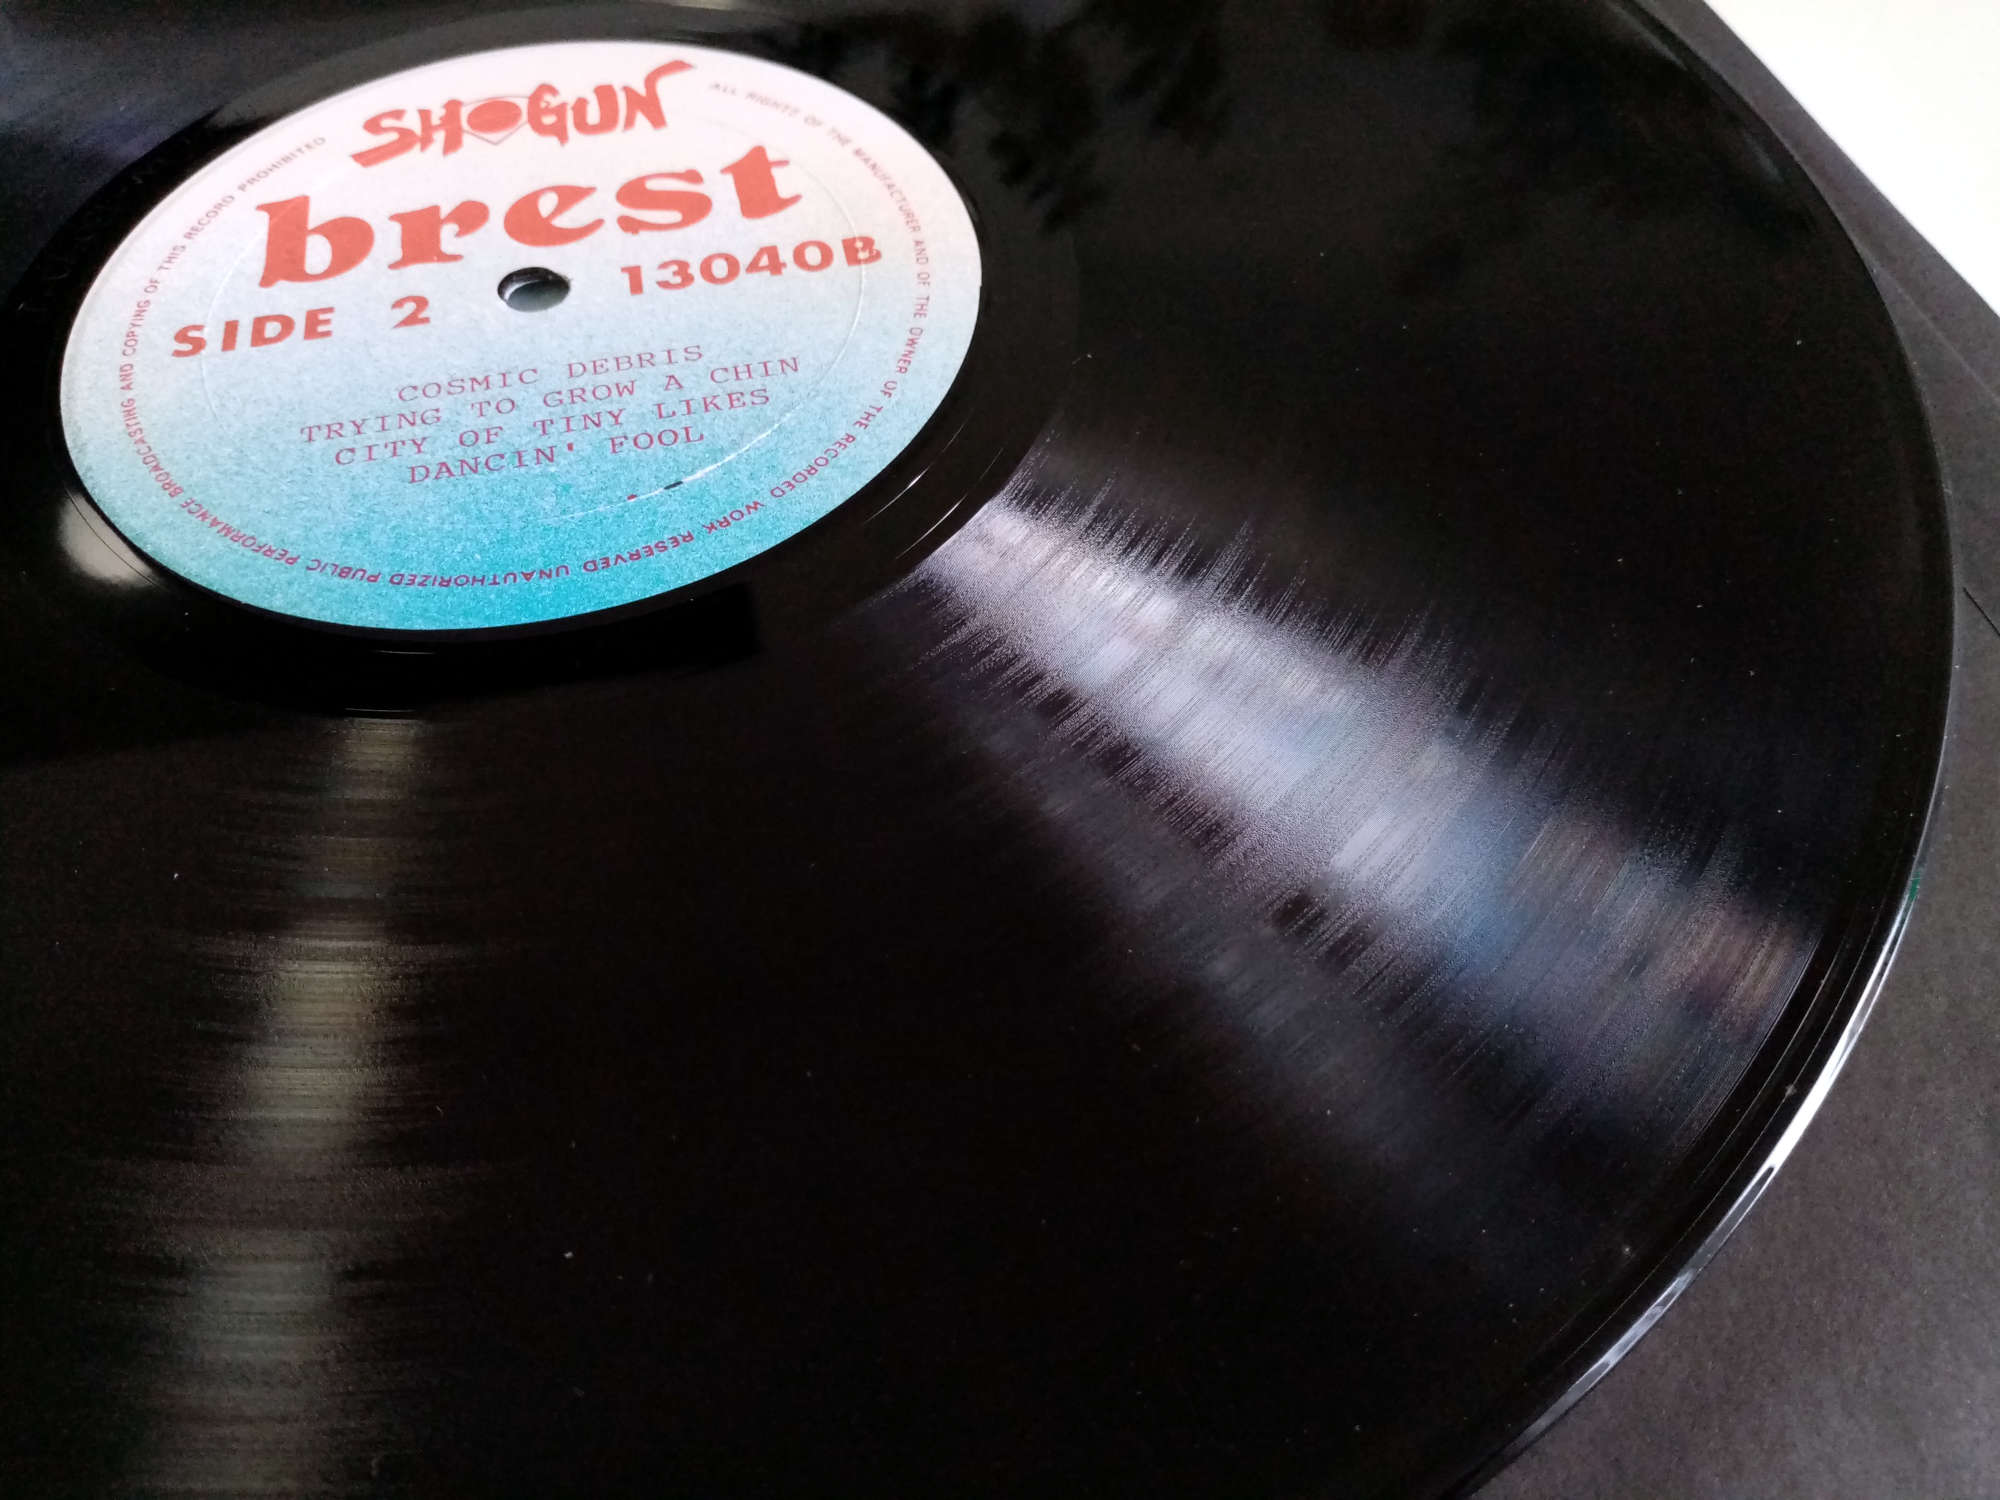 SHOGUN
brest
SIDE 2 13040B
COSMIC DEBRIS
TRYING TO GROW A CHIN
CITY OF TINY LIKES
DANCIN' FOOL
ALL RIGHTS OF THE MANUFACTURER AND OF THE OWNER OF THE RECORDED WORK RESERVED UNAUTHORIZED PUBLIC PERFORMANCE BROADCASTING AND COPYING OF THIS RECORD PROHIBITED